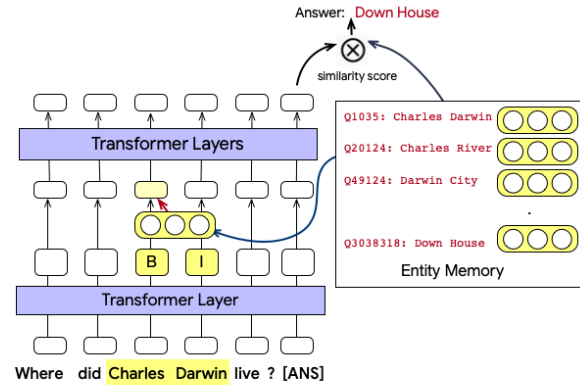 Answer: Down House
similarity score
Transformer Layers
Q1035: Charles Darwin
Q20124: Charles River
Q49124: Darwin City
.
Q3038318: Down House
Entity Memory
B I
Transformer Layer
Where did Charles Darwin live ? [ANS]